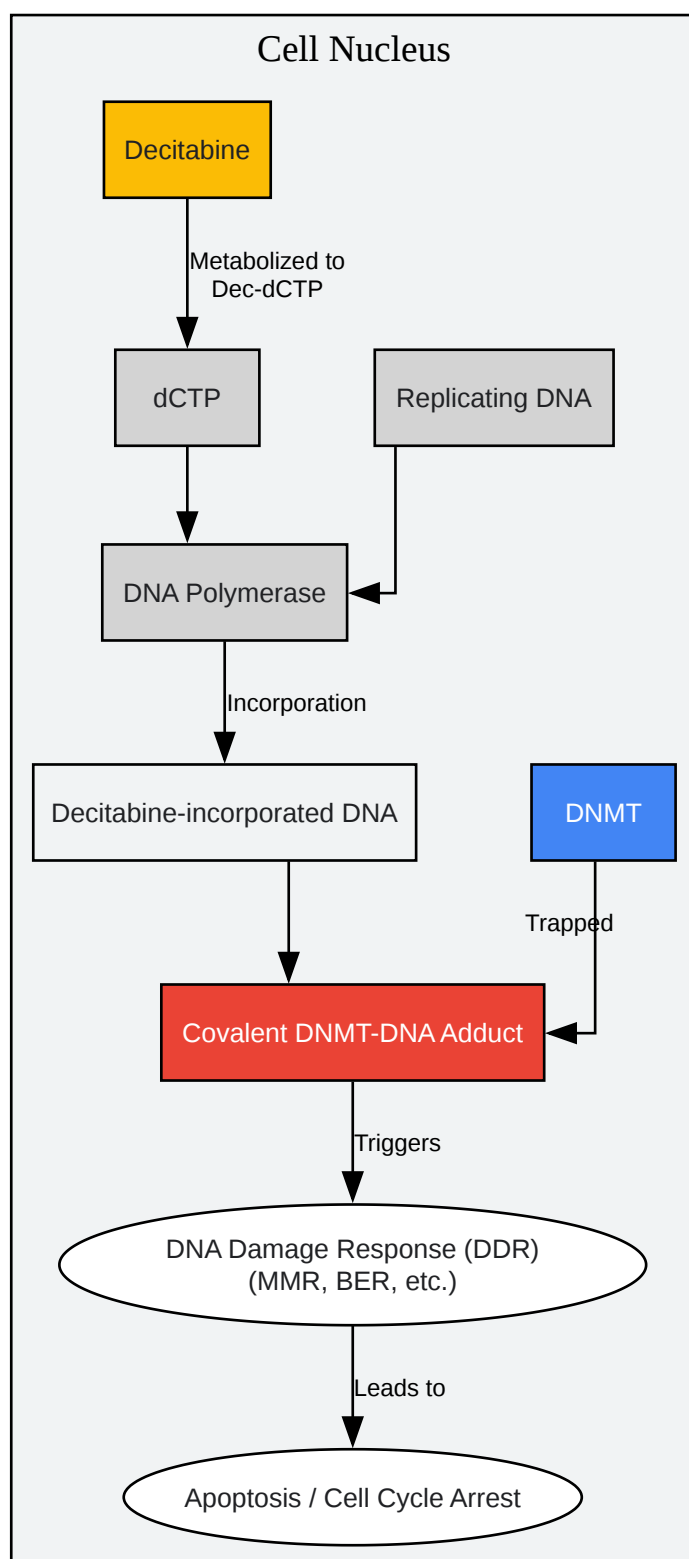 Cell Nucleus
Decitabine
Metabolized to
Dec-dCTP
dCTP
Replicating DNA
DNA Polymerase
Incorporation
Decitabine-incorporated DNA
DNMT
Trapped
Covalent DNMT-DNA Adduct
Triggers
DNA Damage Response (DDR)
(MMR, BER, etc.)
Leads to
Apoptosis / Cell Cycle Arrest